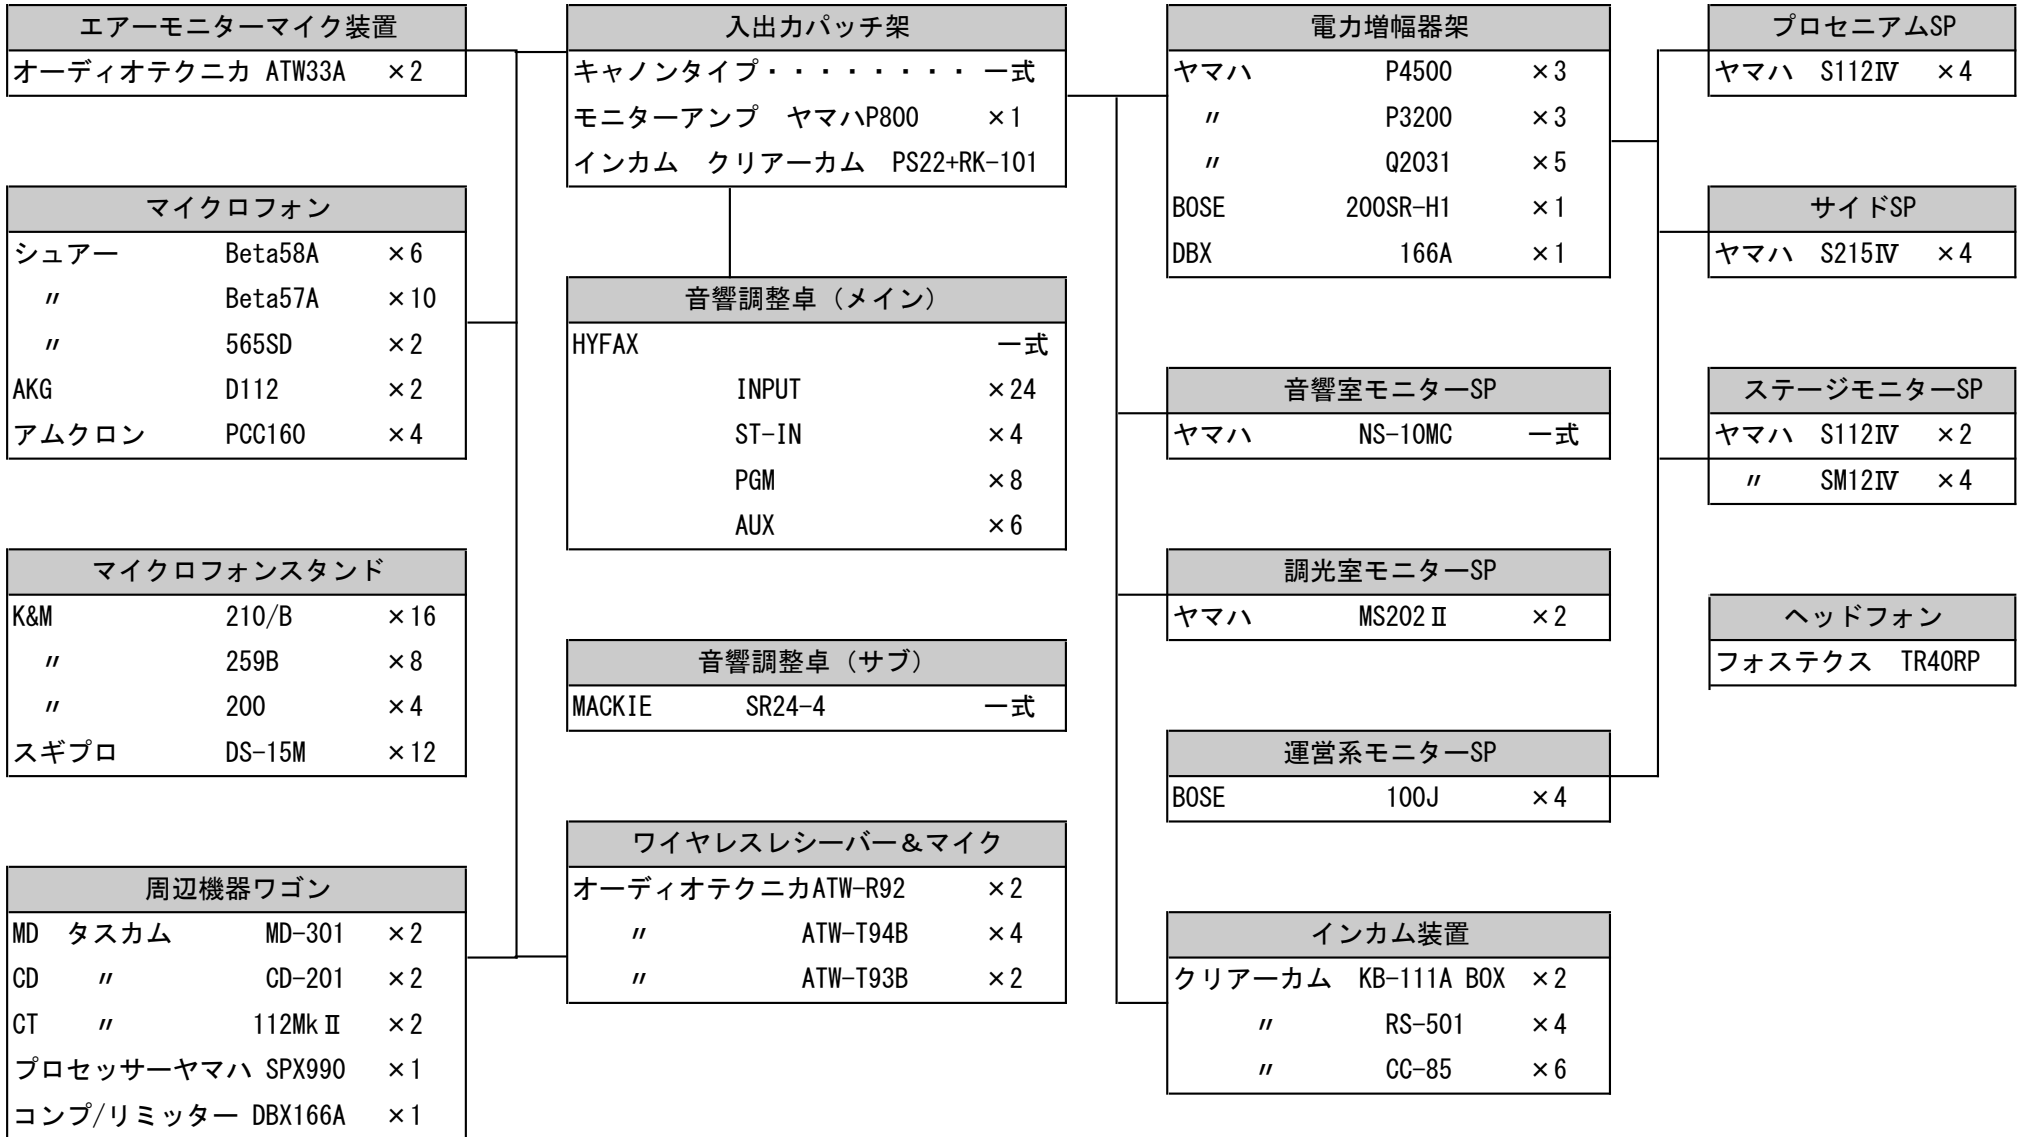 エアーモニターマイク装置
オーディオテクニカ ATW33A ×2
マイクロフォン
シュアー Beta58A ×6
〃 Beta57A ×10
〃 565SD ×2
AKG D112 ×2
アムクロン PCC160 ×4
マイクロフォンスタンド
K&M 210/B ×16
〃 259B ×8
〃 200 ×4
スギプロ DS-15M ×12
周辺機器ワゴン
MD タスカム MD-301 ×2
CD 〃 CD-201 ×2
CT 〃 112MkⅡ ×2
プロセッサーヤマハ SPX990 ×1
コンプ/リミッター DBX166A ×1
入出力パッチ架
キャノンタイプ・・・・・・・・ 一式
モニターアンプ ヤマハP800 ×1
インカム クリアーカム PS22+RK-101
音響調整卓（メイン）
HYFAX 一式
INPUT ×24
ST-IN ×4
PGM ×8
AUX ×6
音響調整卓（サブ）
MACKIE SR24-4 一式
ワイヤレスレシーバー＆マイク
オーディオテクニカATW-R92 ×2
〃 ATW-T94B ×4
〃 ATW-T93B ×2
電力増幅器架
ヤマハ P4500 ×3
〃 P3200 ×3
〃 Q2031 ×5
BOSE 200SR-H1 ×1
DBX 166A ×1
音響室モニターSP
ヤマハ NS-10MC 一式
調光室モニターSP
ヤマハ MS202Ⅱ ×2
運営系モニターSP
BOSE 100J ×4
インカム装置
クリアーカム KB-111A BOX ×2
〃 RS-501 ×4
〃 CC-85 ×6
プロセニアムSP
ヤマハ S112Ⅳ ×4
サイドSP
ヤマハ S215Ⅳ ×4
ステージモニターSP
ヤマハ S112Ⅳ ×2
〃 SM12Ⅳ ×4
ヘッドフォン
フォステクス TR40RP